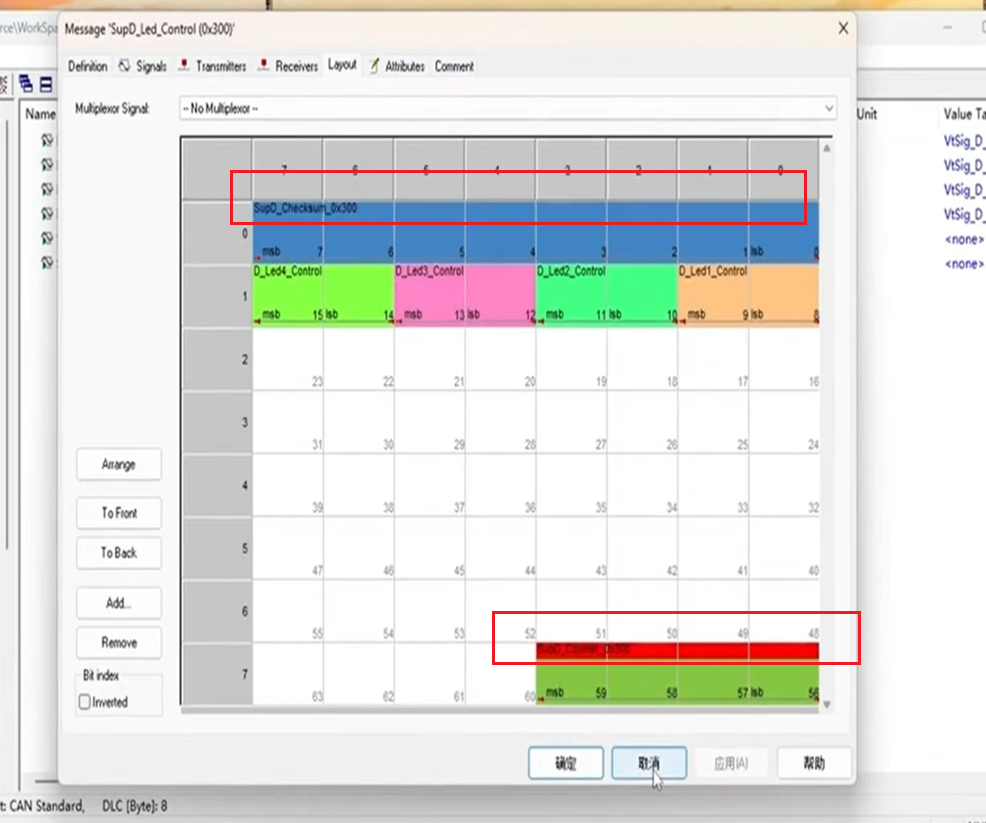 rce\WorkSpa
Message 'SupD_Led_Control (0x300)'
Definition Signals Transmitters Receivers Layout Attributes Comment
Multiplexor Signal: -- No Multiplexor --
Name
Unit
Value Ta
7 6 5 4 3 2 1 0
SupD_Checksum_0x300
0 msb 7 6 5 4 3 2 1 lsb 0
D_Led4_Control D_Led3_Control D_Led2_Control D_Led1_Control
1 msb 15 lsb 14 msb 13 lsb 12 msb 11 lsb 10 msb 9 lsb 8
2
23 22 21 20 19 18 17 16
3
31 30 29 28 27 26 25 24
4
39 38 37 36 35 34 33 32
5
47 46 45 44 43 42 41 40
6
55 54 53 52 51 50 49 48
SupD_Counter_0x300
7
63 62 61 60 msb 59 58 57 lsb 56
VtSig_D_
VtSig_D_
VtSig_D_
VtSig_D_
<none>
<none>
Arrange
To Front
To Back
Add...
Remove
Bit index
Inverted
确定 取消 应用(A) 帮助
t: CAN Standard, DLC [Byte]: 8